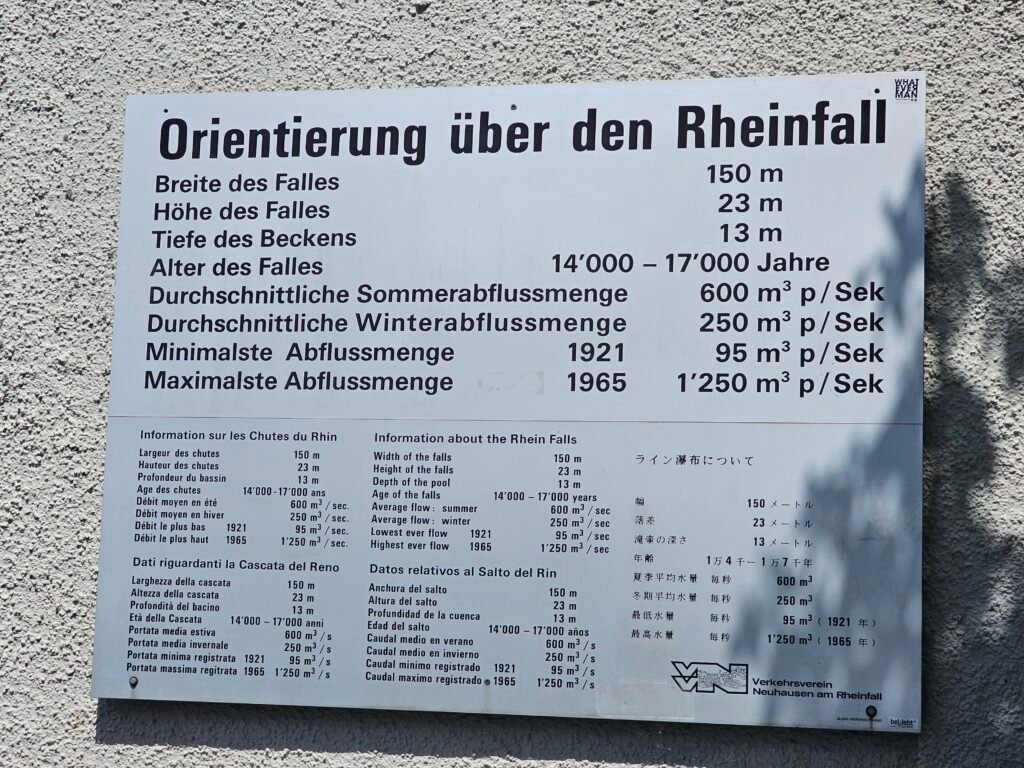 WHAT
EVER
MAN
Orientierung über den Rheinfall
Breite des Falles 150 m
Höhe des Falles 23 m
Tiefe des Beckens 13 m
Alter des Falles 14'000 – 17'000 Jahre
Durchschnittliche Sommerabflussmenge 600 m³ p/Sek
Durchschnittliche Winterabflussmenge 250 m³ p/Sek
Minimalste Abflussmenge 1921 95 m³ p/Sek
Maximalste Abflussmenge 1965 1'250 m³ p/Sek
Information sur les Chutes du Rhin
Largeur des chutes 150 m
Hauteur des chutes 23 m
Profondeur du bassin 13 m
Age des chutes 14'000-17'000 ans
Débit moyen en été 600 m³/sec.
Débit moyen en hiver 250 m³/sec.
Débit le plus bas 1921 95 m³/sec.
Débit le plus haut 1965 1'250 m³/sec.
Information about the Rhein Falls
Width of the falls 150 m
Height of the falls 23 m
Depth of the pool 13 m
Age of the falls 14'000 – 17'000 years
Average flow: summer 600 m³/sec
Average flow: winter 250 m³/sec
Lowest ever flow 1921 95 m³/sec
Highest ever flow 1965 1'250 m³/sec
ライン瀑布について
幅 150 メートル
落差 23 メートル
滝壷の深さ 13 メートル
年齢 1万4千ー1万7千年
夏季平均水量 毎秒 600 m³
冬期平均水量 毎秒 250 m³
最低水量 毎秒 95 m³ (1921 年)
最高水量 毎秒 1'250 m³ (1965 年)
Dati riguardanti la Cascata del Reno
Larghezza della cascata 150 m
Altezza della cascata 23 m
Profondità del bacino 13 m
Età della Cascata 14'000 – 17'000 anni
Portata media estiva 600 m³/s
Portata media invernale 250 m³/s
Portata minima registrata 1921 95 m³/s
Portata massima regitrata 1965 1'250 m³/s
Datos relativos al Salto del Rin
Anchura del salto 150 m
Altura del salto 23 m
Profundidad de la cuenca 13 m
Edad del salto 14'000 – 17'000 años
Caudal medio en verano 600 m³/s
Caudal medio en invierno 250 m³/s
Caudal minimo registrado 1921 95 m³/s
Caudal maximo registrado 1965 1'250 m³/s
VVN
Verkehrsverein
Neuhausen am Rheinfall